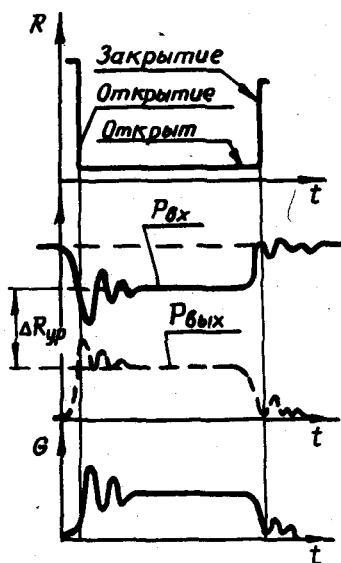 R
Закрытие
Открытие
Открыт
t
Pвх
ΔRур
Pвых
t
G
t